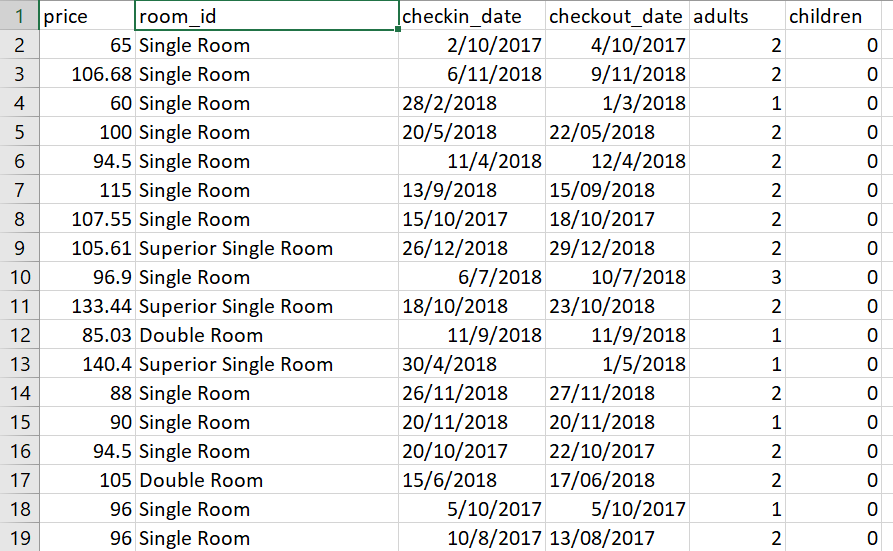 1 price room_id checkin_date checkout_date adults children
2 65 Single Room 2/10/2017 4/10/2017 2 0
3 106.68 Single Room 6/11/2018 9/11/2018 2 0
4 60 Single Room 28/2/2018 1/3/2018 1 0
5 100 Single Room 20/5/2018 22/05/2018 2 0
6 94.5 Single Room 11/4/2018 12/4/2018 2 0
7 115 Single Room 13/9/2018 15/09/2018 2 0
8 107.55 Single Room 15/10/2017 18/10/2017 2 0
9 105.61 Superior Single Room 26/12/2018 29/12/2018 2 0
10 96.9 Single Room 6/7/2018 10/7/2018 3 0
11 133.44 Superior Single Room 18/10/2018 23/10/2018 2 0
12 85.03 Double Room 11/9/2018 11/9/2018 1 0
13 140.4 Superior Single Room 30/4/2018 1/5/2018 1 0
14 88 Single Room 26/11/2018 27/11/2018 2 0
15 90 Single Room 20/11/2018 20/11/2018 1 0
16 94.5 Single Room 20/10/2017 22/10/2017 2 0
17 105 Double Room 15/6/2018 17/06/2018 2 0
18 96 Single Room 5/10/2017 5/10/2017 1 0
19 96 Single Room 10/8/2017 13/08/2017 2 0